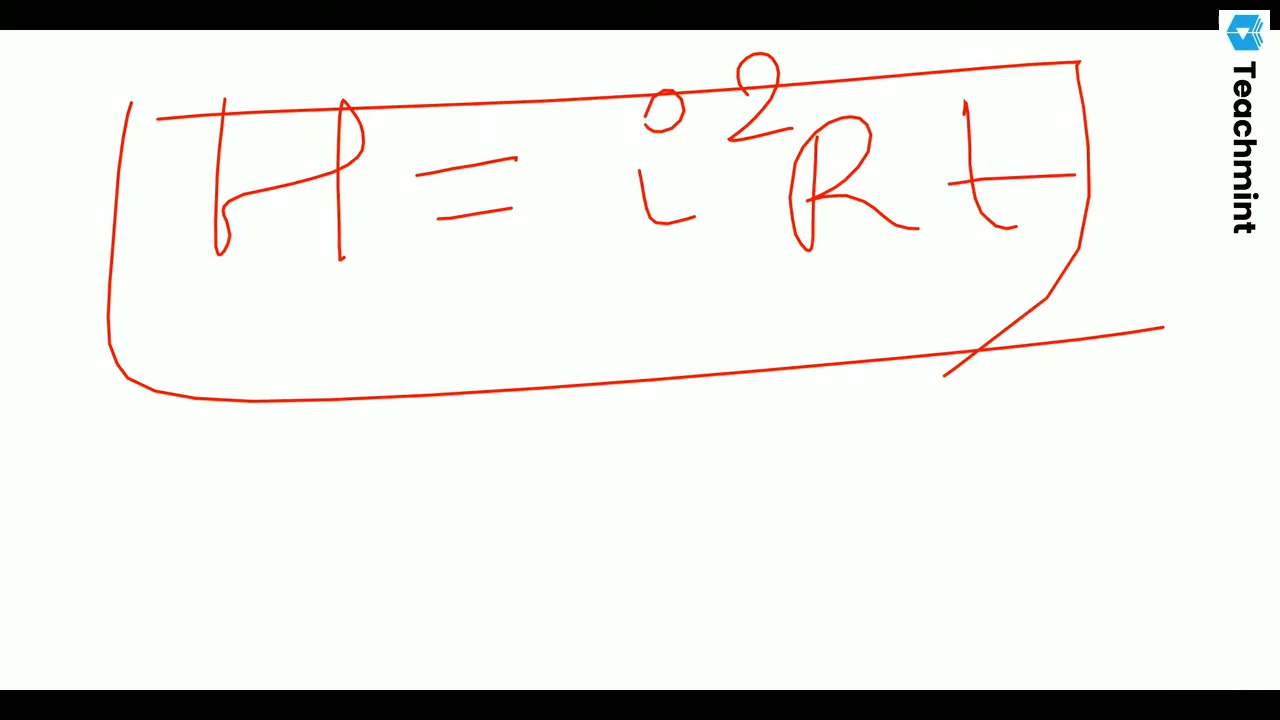 H = i²Rt
Teachmint